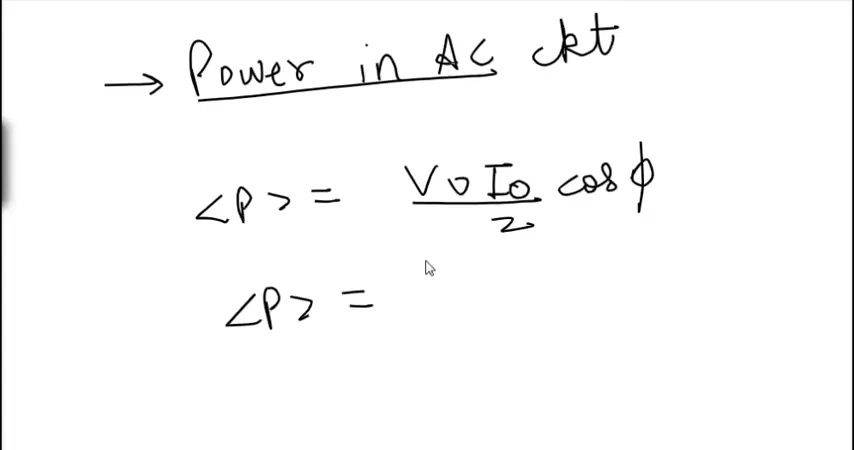 → Power in AC ckt
<P> = V₀ I₀ / 2 cos ϕ
<P> =